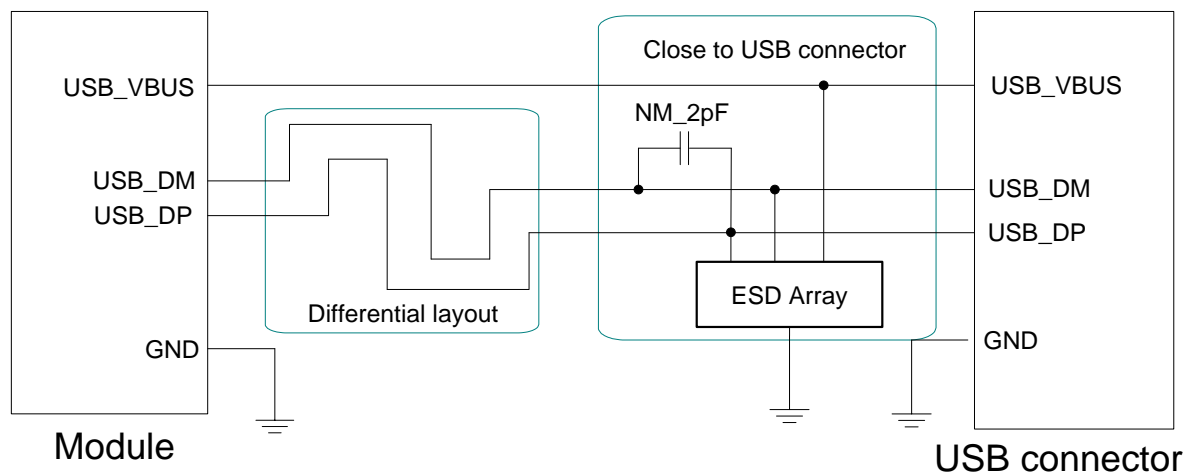 Close to USB connector
USB_VBUS
USB_VBUS
NM_2pF
USB_DM
USB_DM
USB_DP
USB_DP
ESD Array
Differential layout
GND
GND
Module
USB connector